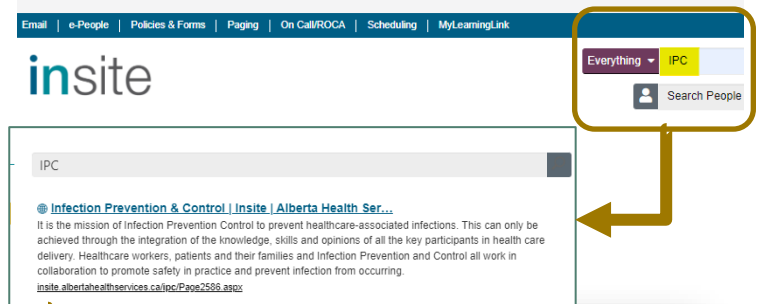 Email | e-People | Policies & Forms | Paging | On Call/ROCA | Scheduling | MyLearningLink
insite
Everything IPC
Search People
IPC
Infection Prevention & Control | Insite | Alberta Health Ser...
It is the mission of Infection Prevention Control to prevent healthcare-associated infections. This can only be
achieved through the integration of the knowledge, skills and opinions of all the key participants in health care
delivery. Healthcare workers, patients and their families and Infection Prevention and Control all work in
collaboration to promote safety in practice and prevent infection from occurring.
insite.albertahealthservices.ca/ipc/Page2586.aspx